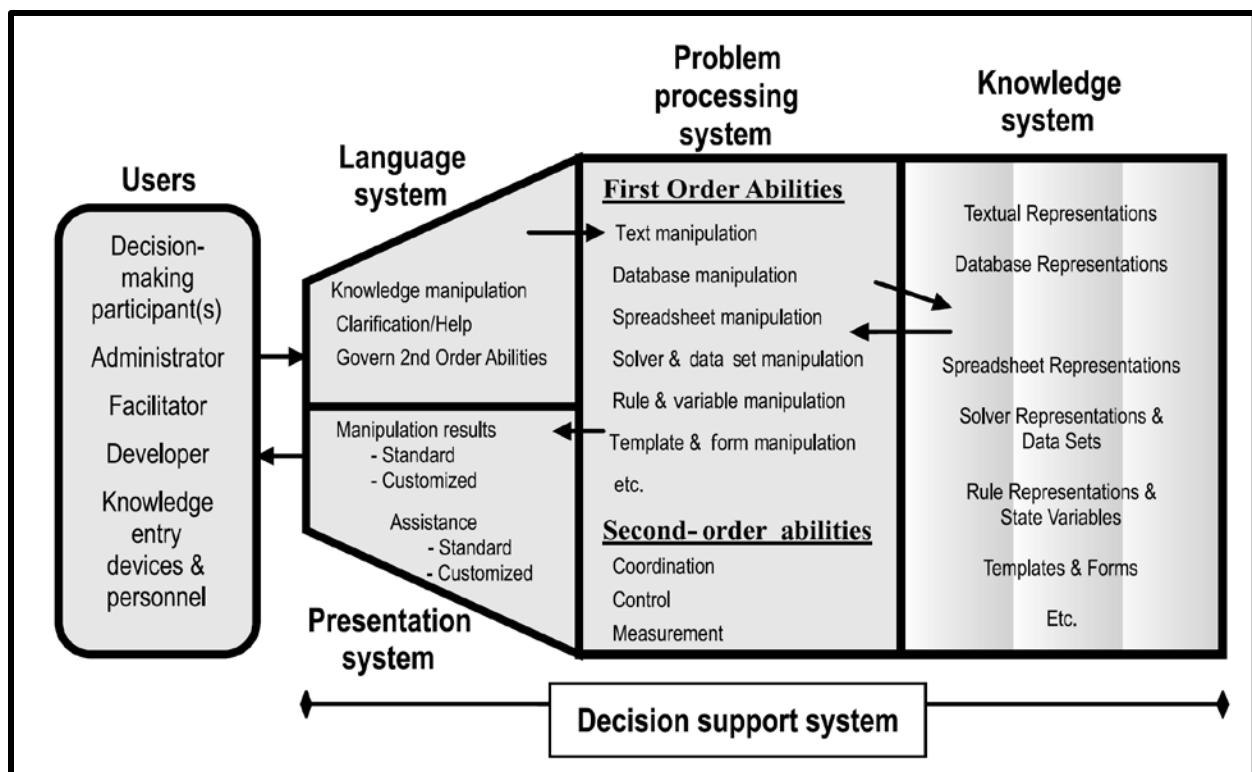 Users
Decision-
making
participant(s)
Administrator
Facilitator
Developer
Knowledge
entry
devices &
personnel
Language
system
Knowledge manipulation
Clarification/Help
Govern 2nd Order Abilities
Manipulation results
- Standard
- Customized
Assistance
- Standard
- Customized
Presentation
system
Problem
processing
system
First Order Abilities
Text manipulation
Database manipulation
Spreadsheet manipulation
Solver & data set manipulation
Rule & variable manipulation
Template & form manipulation
etc.
Second-order abilities
Coordination
Control
Measurement
Knowledge
system
Textual Representations
Database Representations
Spreadsheet Representations
Solver Representations &
Data Sets
Rule Representations &
State Variables
Templates & Forms
Etc.
Decision support system